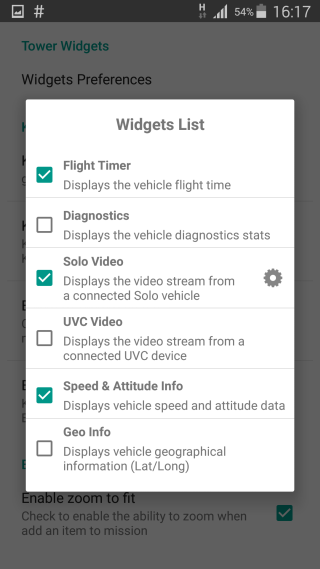 #
H
54%
16:17
Tower Widgets
Widgets Preferences
Widgets List
Flight Timer
Displays the vehicle flight time
Diagnostics
Displays the vehicle diagnostics stats
Solo Video
Displays the video stream from
a connected Solo vehicle
UVC Video
Displays the video stream from a
connected UVC device
Speed & Attitude Info
Displays vehicle speed and attitude data
Geo Info
Displays vehicle geographical
information (Lat/Long)
Enable zoom to fit
Check to enable the ability to zoom when
add an item to mission